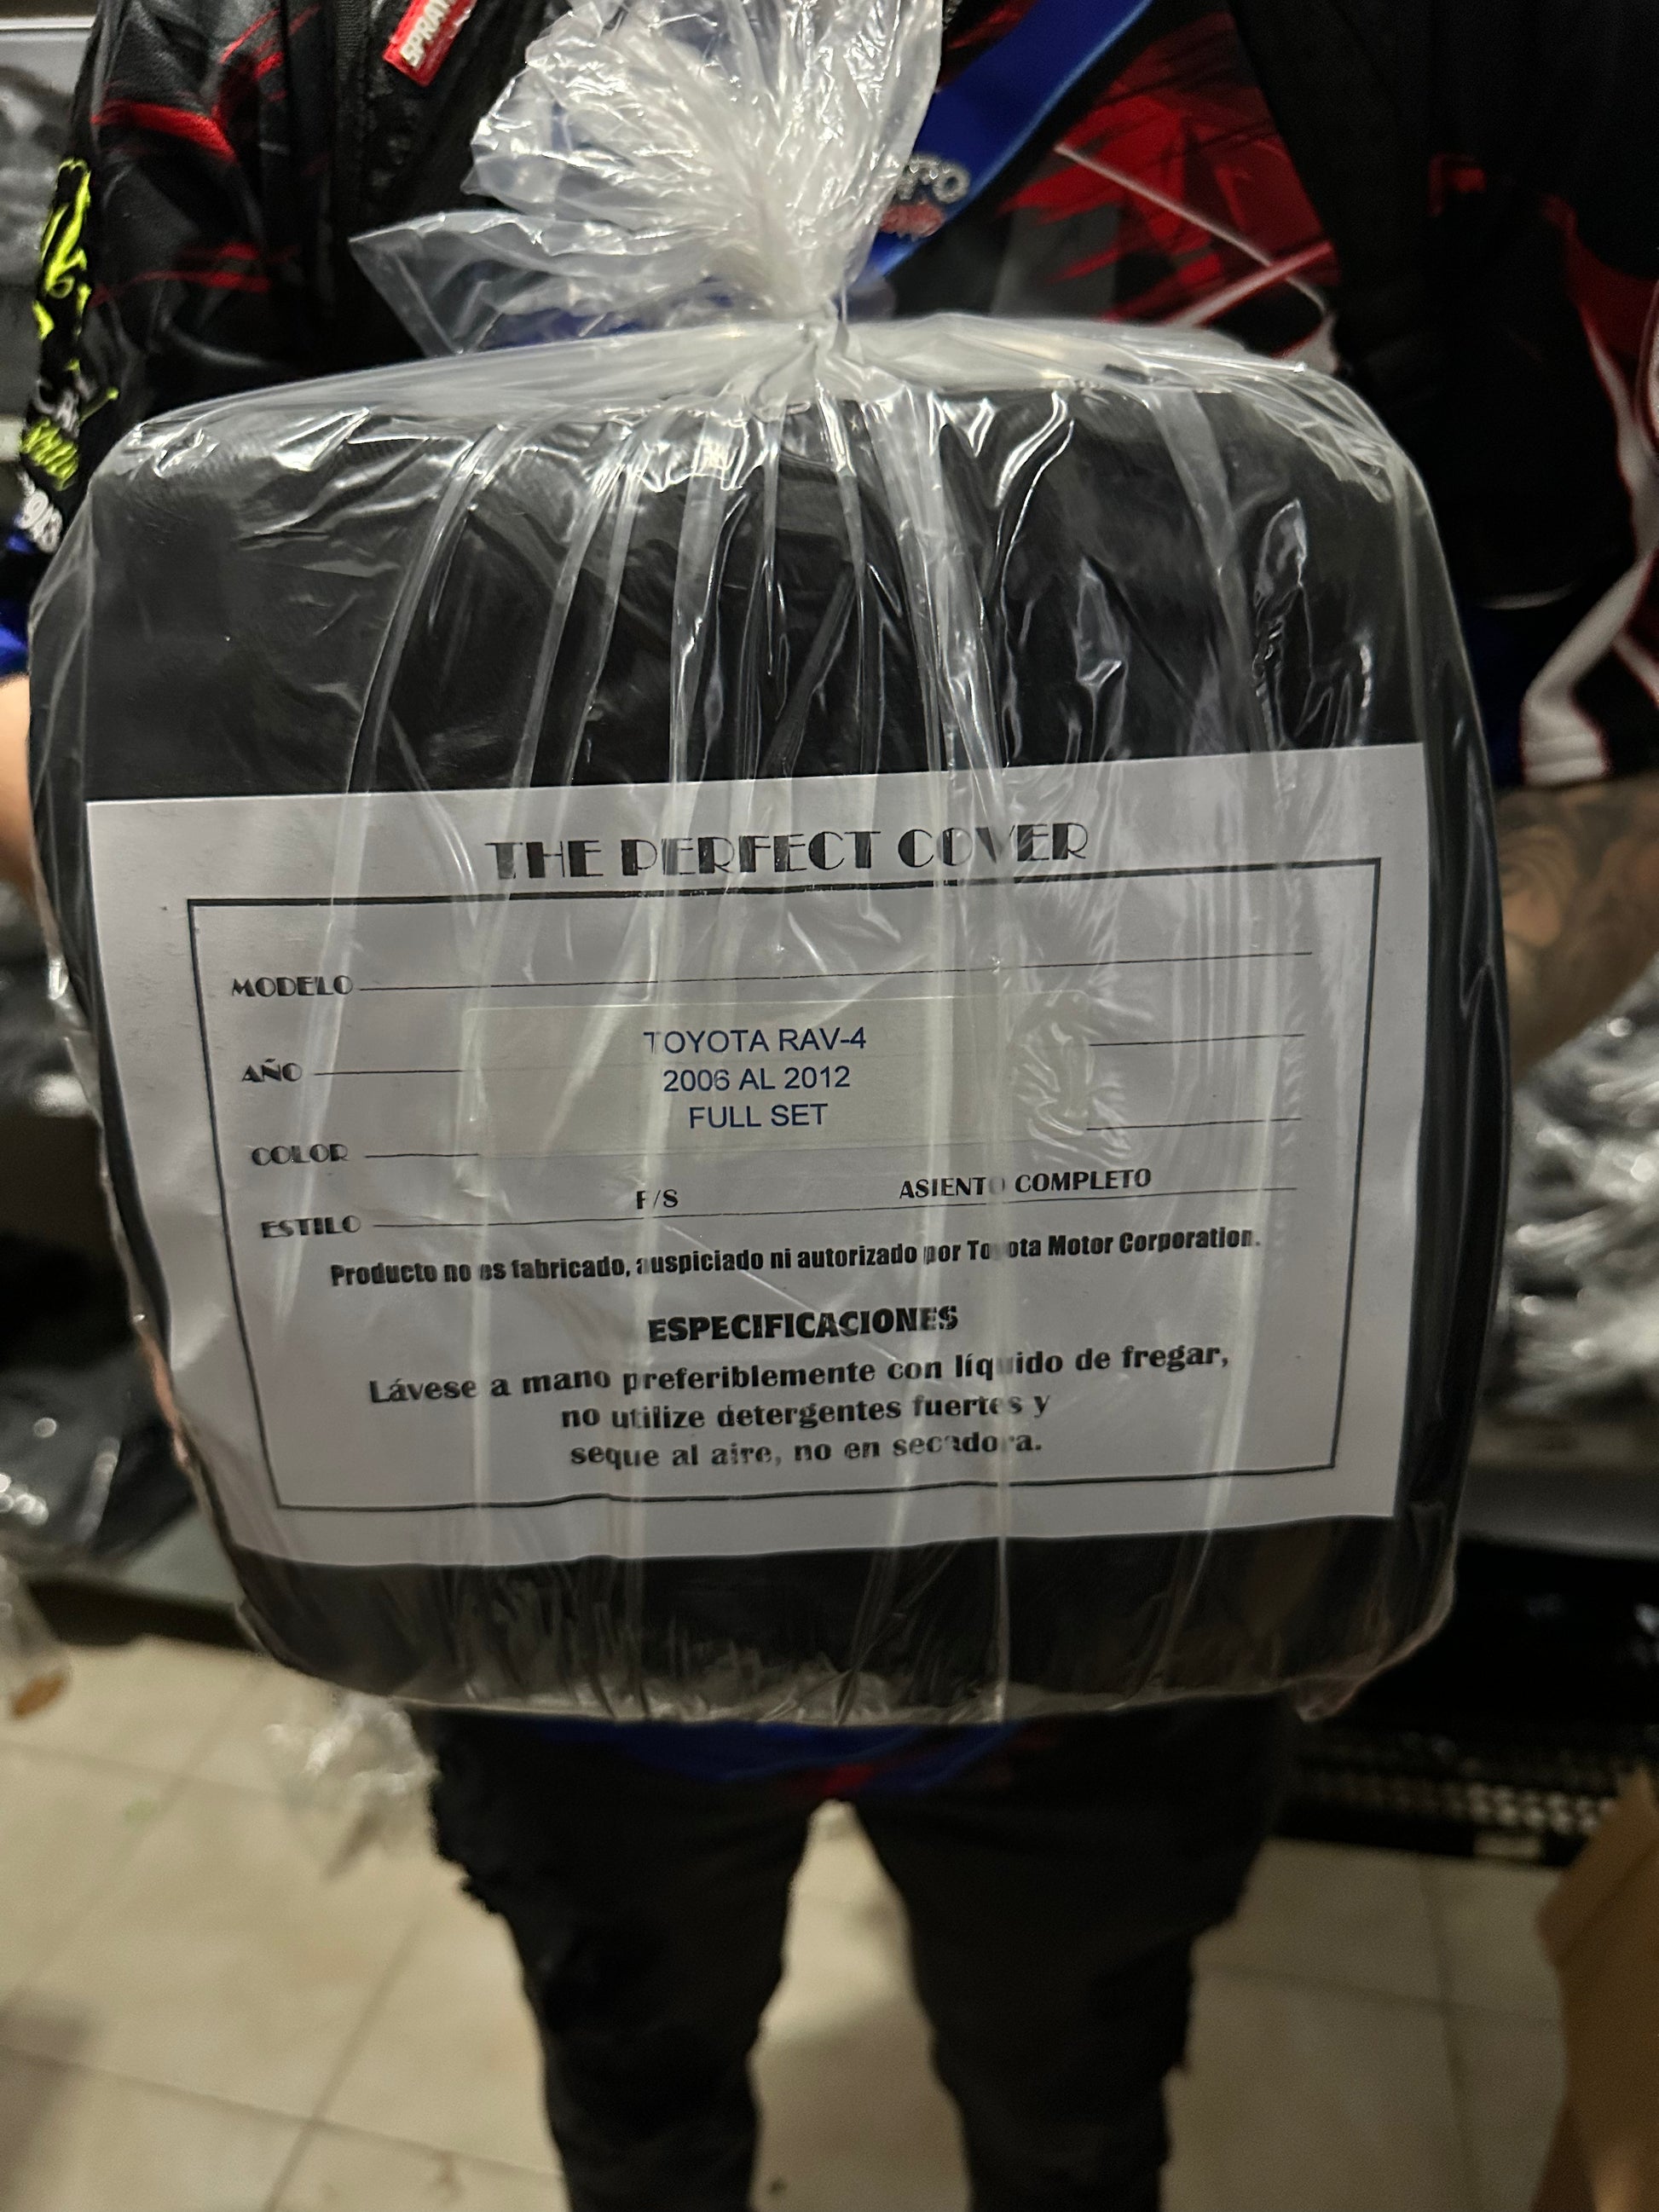 SPRAY
THE PERFECT COVER
MODELO
TOYOTA RAV-4
AÑO
2006 AL 2012
FULL SET
COLOR
F/S ASIENTO COMPLETO
ESTILO
Producto no es fabricado, auspiciado ni autorizado por Toyota Motor Corporation.
ESPECIFICACIONES
Lávese a mano preferiblemente con líquido de fregar,
no utilize detergentes fuertes y
seque al aire, no en secadora.